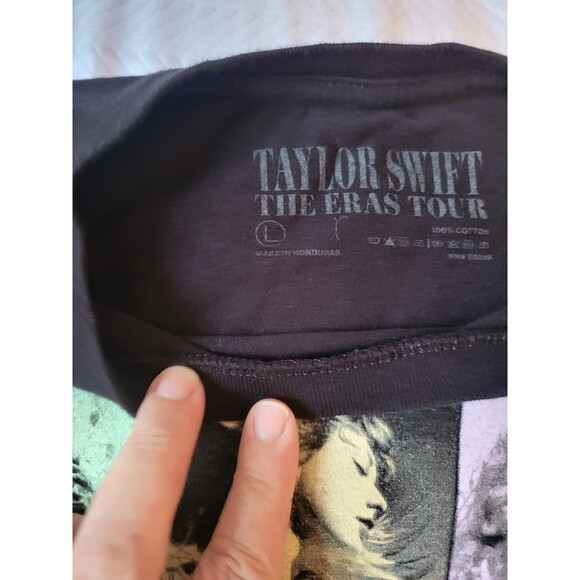 TAYLOR SWIFT
THE ERAS TOUR
L
100% COTTON
MADE IN HONDURAS